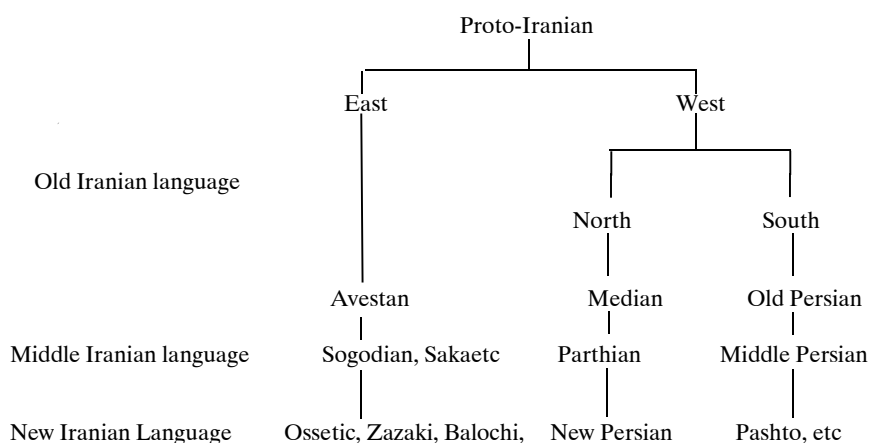 Proto-Iranian
East West
Old Iranian language
North South
Avestan Median Old Persian
Middle Iranian language Sogodian, Sakaetc Parthian Middle Persian
New Iranian Language Ossetic, Zazaki, Balochi, New Persian Pashto, etc